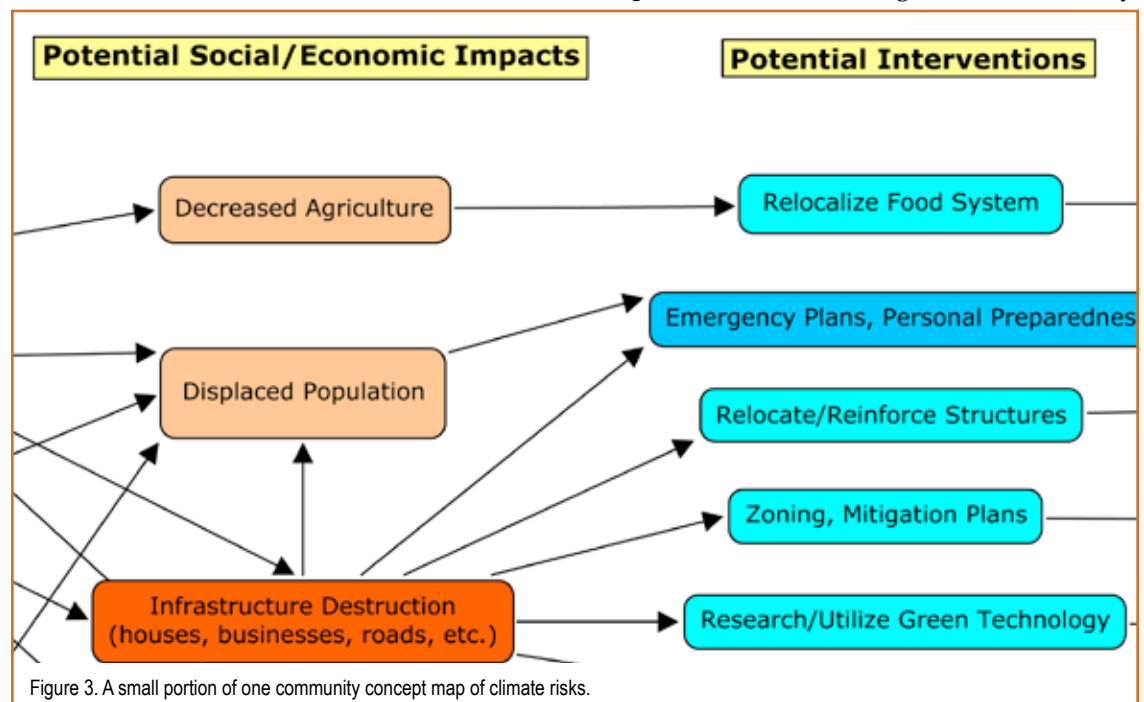 Potential Social/Economic Impacts
Potential Interventions
Decreased Agriculture
Relocalize Food System
Emergency Plans, Personal Preparednes
Displaced Population
Relocate/Reinforce Structures
Zoning, Mitigation Plans
Infrastructure Destruction
(houses, businesses, roads, etc.)
Research/Utilize Green Technology
Figure 3. A small portion of one community concept map of climate risks.